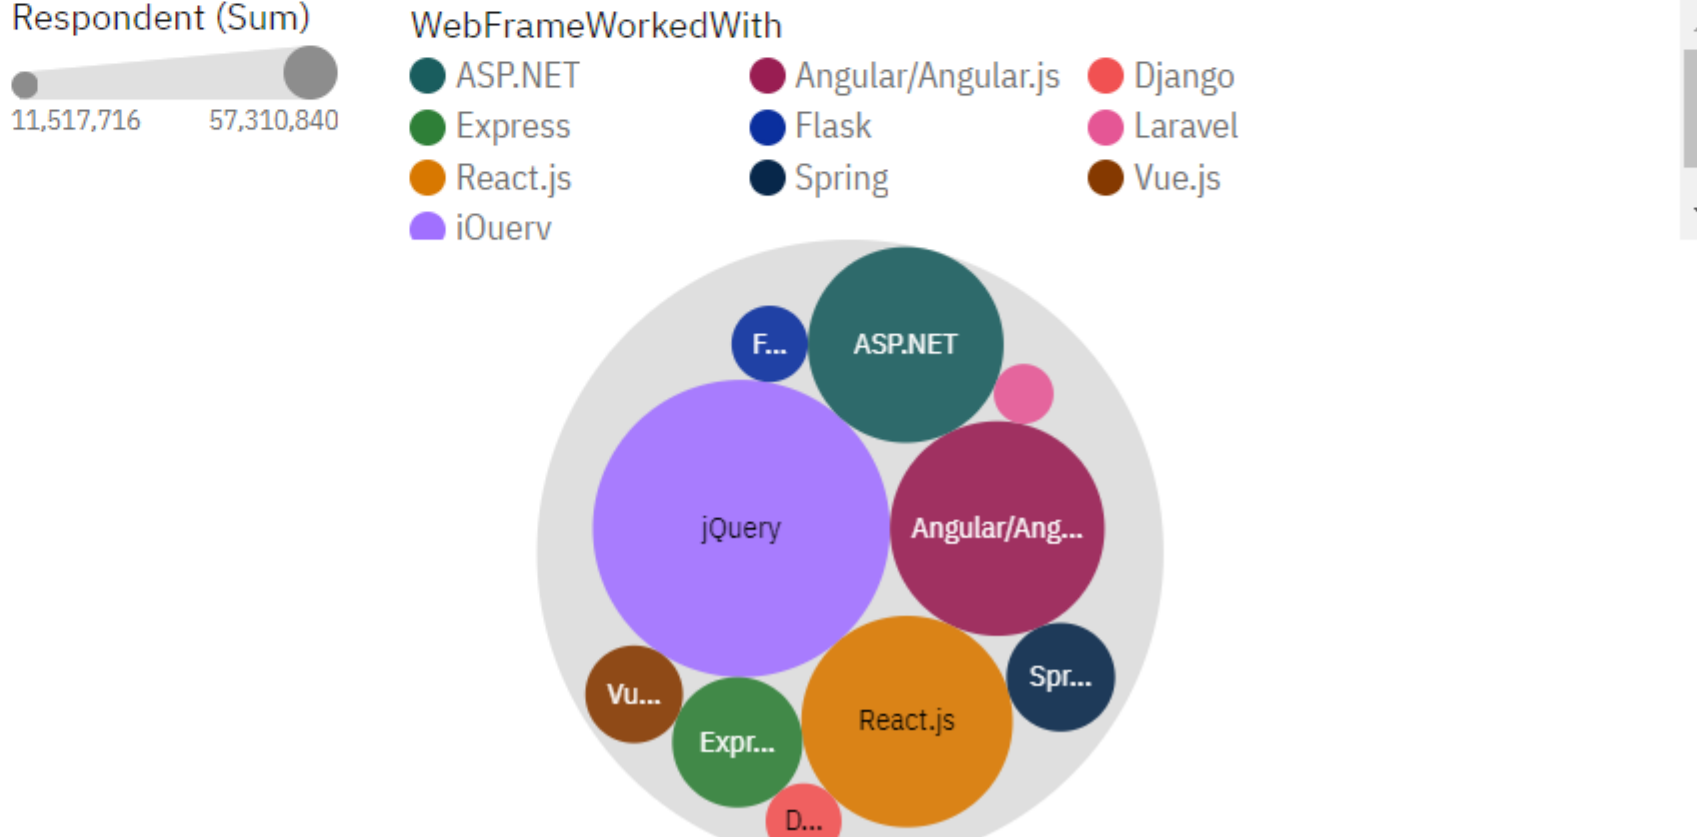 Respondent (Sum)
11,517,716 57,310,840
WebFrameWorkedWith
ASP.NET Angular/Angular.js Django
Express Flask Laravel
React.js Spring Vue.js
jQuery
F... ASP.NET
jQuery Angular/Ang...
Spr...
Vu... React.js
Expr...
D...